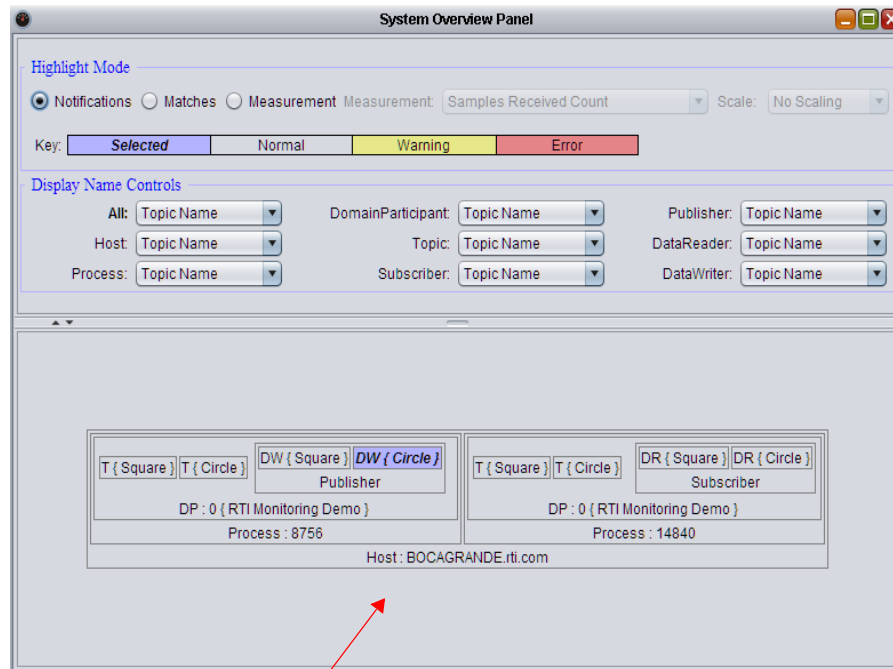 System Overview Panel
Highlight Mode
Notifications Matches Measurement Measurement: Samples Received Count Scale: No Scaling
Key: Selected Normal Warning Error
Display Name Controls
All: Topic Name DomainParticipant: Topic Name Publisher: Topic Name
Host: Topic Name Topic: Topic Name DataReader: Topic Name
Process: Topic Name Subscriber: Topic Name DataWriter: Topic Name
T { Square } T { Circle } DW { Square } DW { Circle } T { Square } T { Circle } DR { Square } DR { Circle }
Publisher Subscriber
DP : 0 { RTI Monitoring Demo } DP : 0 { RTI Monitoring Demo }
Process : 8756 Process : 14840
Host : BOCAGRANDE.rti.com